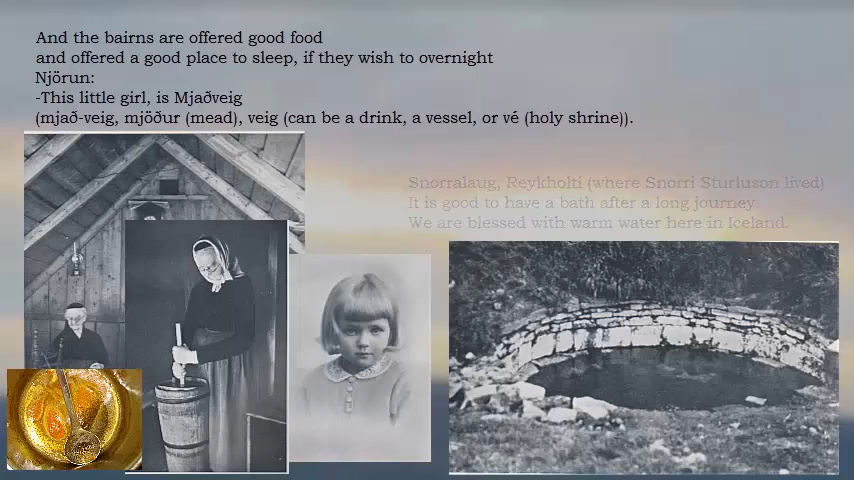 And the bairns are offered good food
and offered a good place to sleep, if they wish to overnight
Njörun:
-This little girl, is Mjaðveig
(mjað-veig, mjöður (mead), veig (can be a drink, a vessel, or vé (holy shrine)).
Snorralaug, Reykholti (where Snorri Sturluson lived)
It is good to have a bath after a long journey.
We are blessed with warm water here in Iceland.